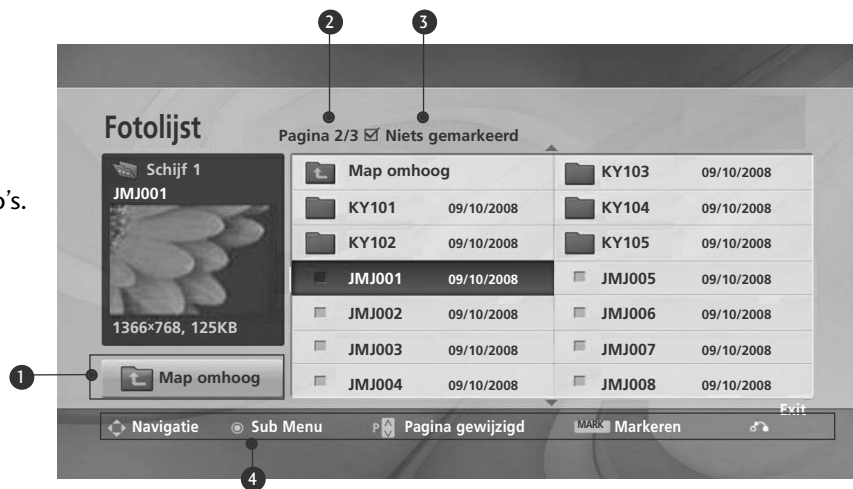 2 3
Fotolijst
Pagina 2/3 ☑ Niets gemarkeerd
Schijf 1
JMJ001
o's.
1366×768, 125KB
1 Map omhoog
Map omhoog KY103 09/10/2008
KY101 09/10/2008 KY104 09/10/2008
KY102 09/10/2008 KY105 09/10/2008
JMJ001 09/10/2008 JMJ005 09/10/2008
JMJ002 09/10/2008 JMJ006 09/10/2008
JMJ003 09/10/2008 JMJ007 09/10/2008
JMJ004 09/10/2008 JMJ008 09/10/2008
Navigatie Sub Menu P Pagina gewijzigd MARK Markeren Exit
4